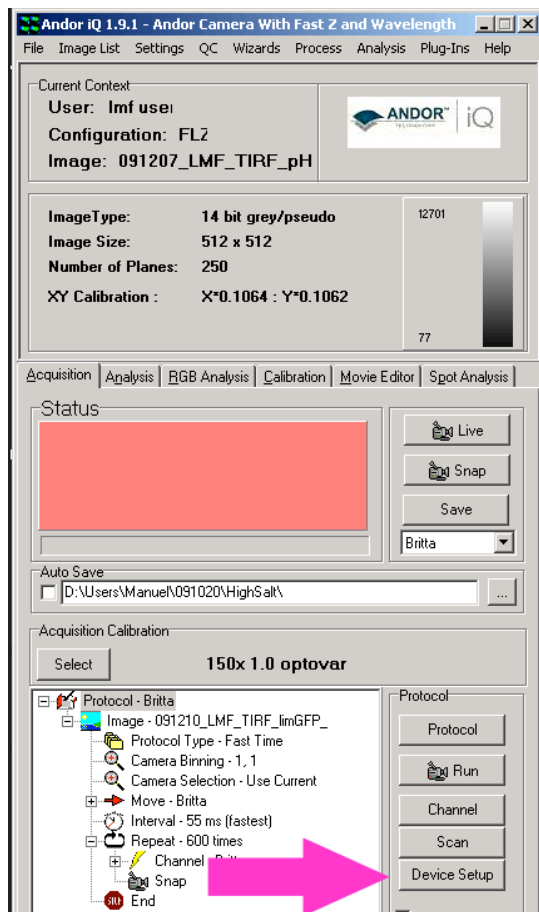 Andor iQ 1.9.1 - Andor Camera With Fast Z and Wavelength
File Image List Settings QC Wizards Process Analysis Plug-Ins Help
Current Context
User: lmf user
Configuration: FLZ
Image: 091207_LMF_TIRF_pH
ANDOR™ iQ
ImageType: 14 bit grey/pseudo
Image Size: 512 x 512
Number of Planes: 250
XY Calibration : X*0.1064 : Y*0.1062
12701
77
Acquisition Analysis RGB Analysis Calibration Movie Editor Spot Analysis
Status
Live
Snap
Save
Britta
Auto Save
D:\Users\Manuel\091020\HighSalt\
...
Acquisition Calibration
Select
150x 1.0 optovar
Protocol - Britta
Image - 091210_LMF_TIRF_limGFP_
Protocol Type - Fast Time
Camera Binning - 1, 1
Camera Selection - Use Current
Move - Britta
Interval - 55 ms (fastest)
Repeat - 600 times
Channel - Britta
Snap
End
Protocol
Protocol
Run
Channel
Scan
Device Setup